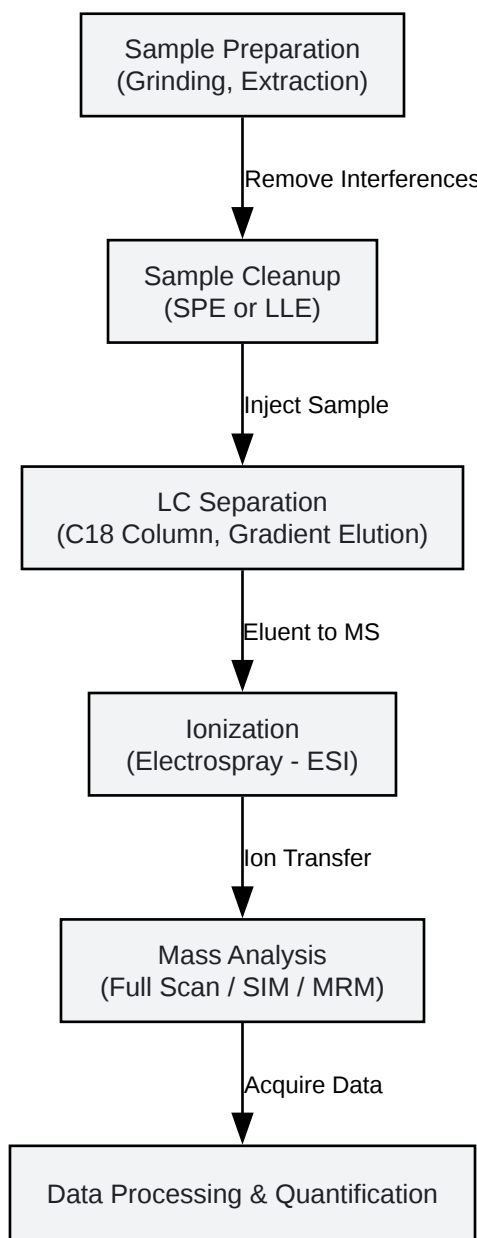 Sample Preparation
(Grinding, Extraction)
Remove Interferences
Sample Cleanup
(SPE or LLE)
Inject Sample
LC Separation
(C18 Column, Gradient Elution)
Eluent to MS
Ionization
(Electrospray - ESI)
Ion Transfer
Mass Analysis
(Full Scan / SIM / MRM)
Acquire Data
Data Processing & Quantification